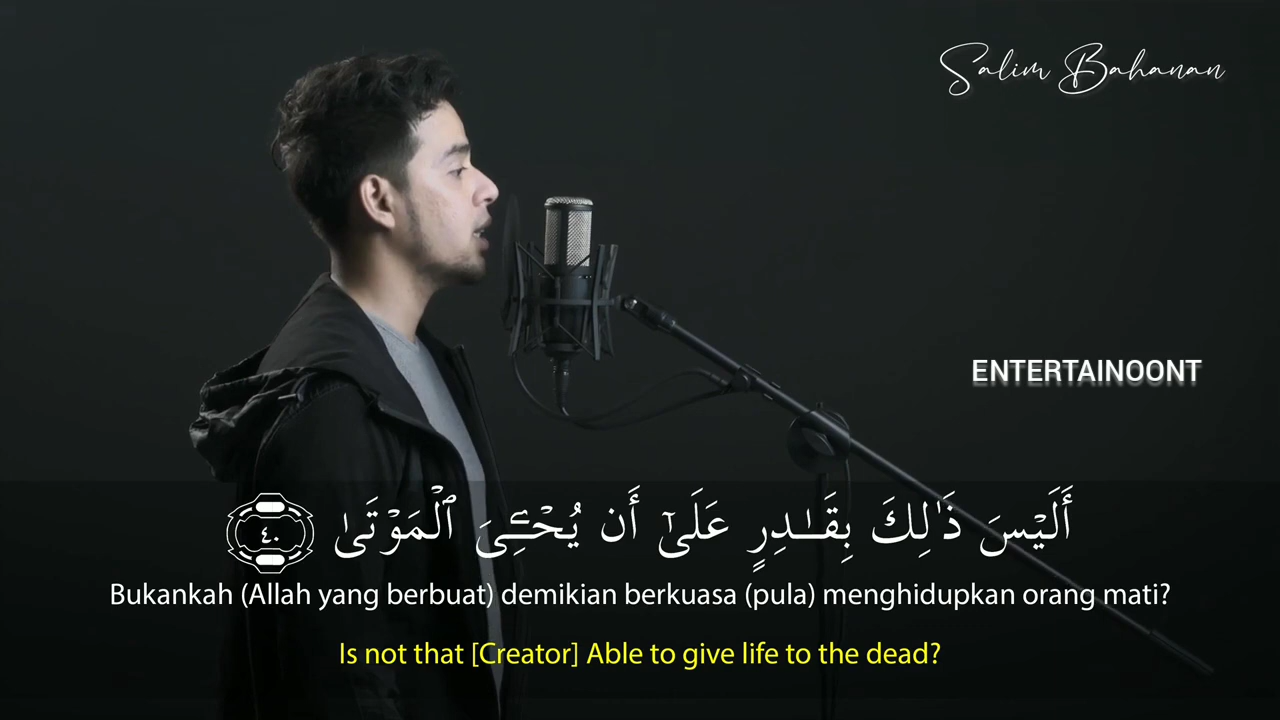 Salim Bahanan
ENTERTAINOONT
أَلَيْسَ ذَٰلِكَ بِقَـٰدِرٍ عَلَىٰٓ أَن يُحْـِۧىَ ٱلْمَوْتَىٰ ٤٠
Bukankah (Allah yang berbuat) demikian berkuasa (pula) menghidupkan orang mati?
Is not that [Creator] Able to give life to the dead?